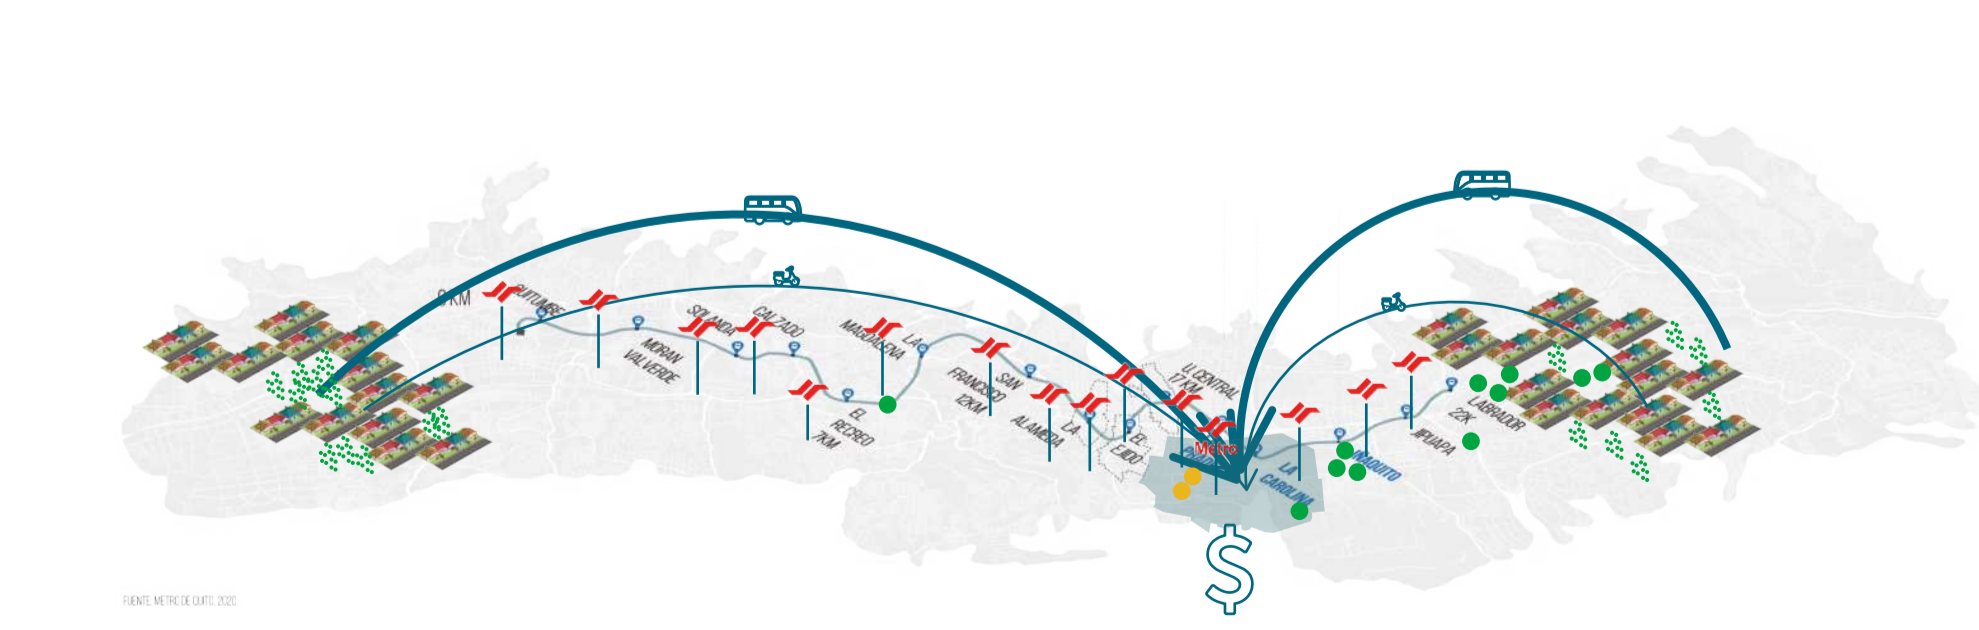 0 KM
QUITUMBE
MORAN
VALVERDE
SOLANDA
CALZADO
EL
RECREO
7KM
LA
MAGDALENA
SAN
FRANCISCO
12KM
LA
ALAMEDA
EL
EJIDO
U.CENTRAL
17 KM
Metro
LA
CAROLINA
IÑAQUITO
JIPIJAPA
LABRADOR
22K
$
FUENTE: METRO DE QUITO, 2020